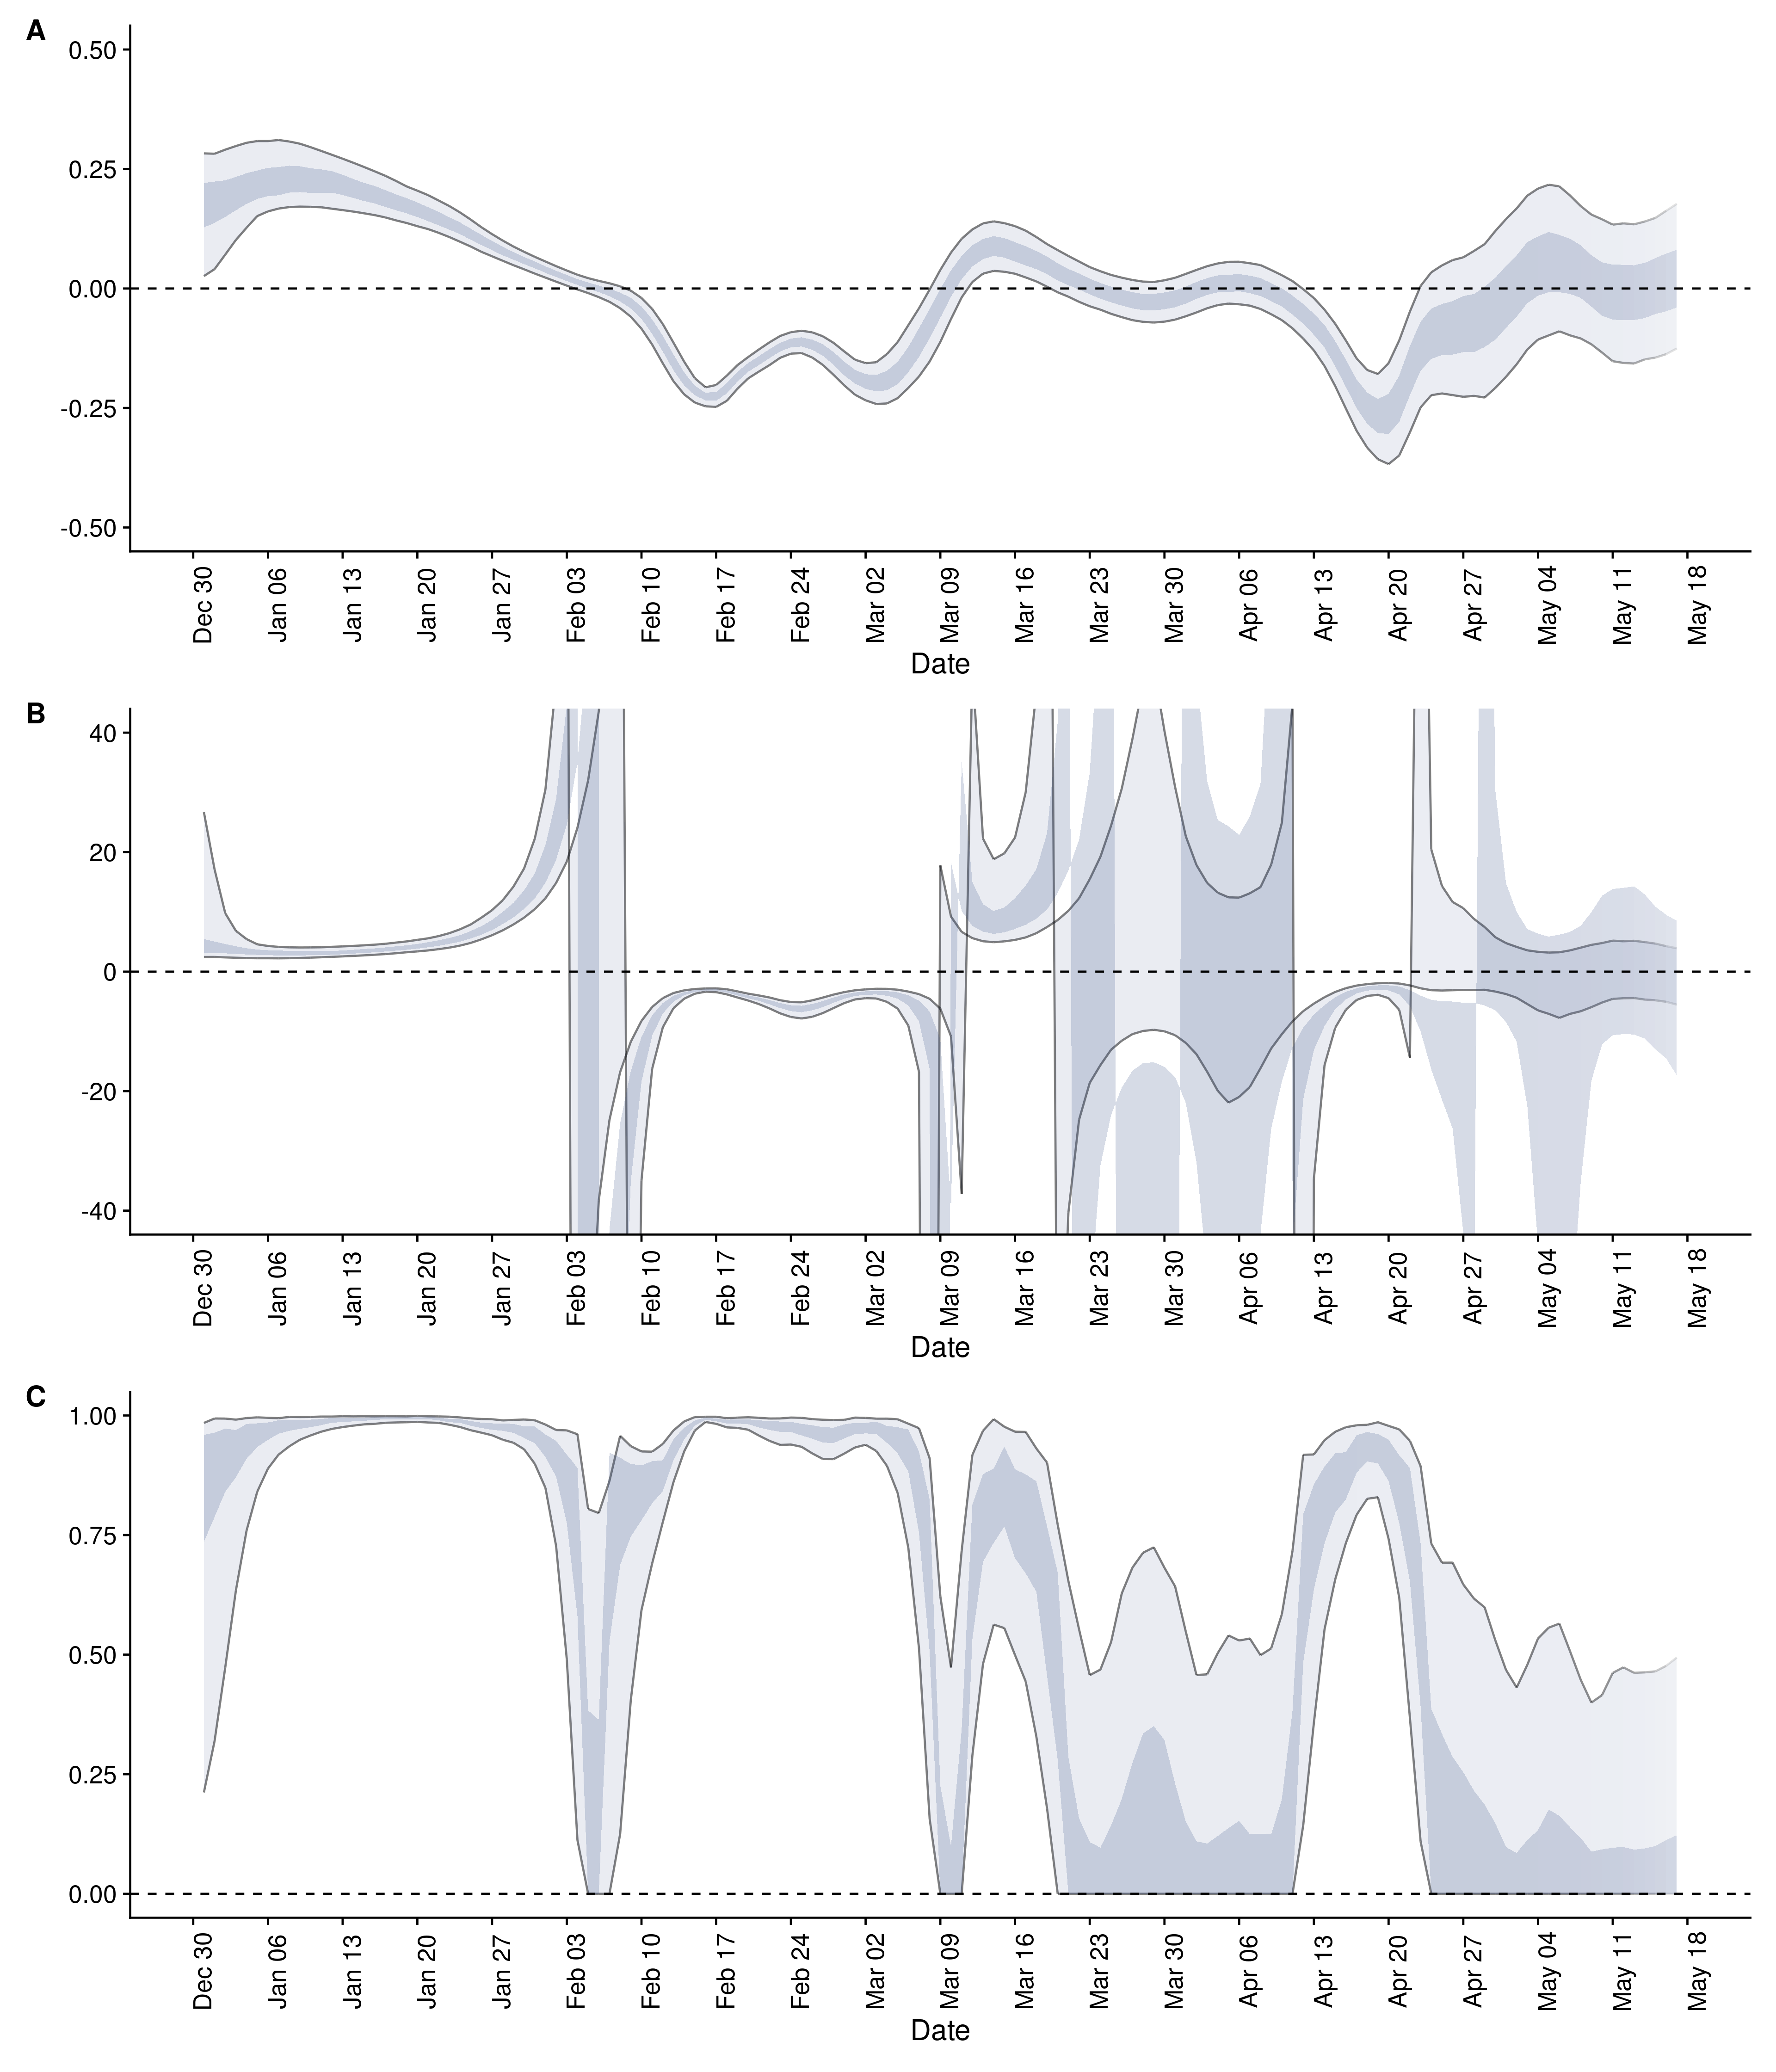 A
0.50
0.25
0.00
-0.25
-0.50
Dec 30
Jan 06
Jan 13
Jan 20
Jan 27
Feb 03
Feb 10
Feb 17
Feb 24
Mar 02
Mar 09
Mar 16
Mar 23
Mar 30
Apr 06
Apr 13
Apr 20
Apr 27
May 04
May 11
May 18
Date
B
40
20
0
-20
-40
Dec 30
Jan 06
Jan 13
Jan 20
Jan 27
Feb 03
Feb 10
Feb 17
Feb 24
Mar 02
Mar 09
Mar 16
Mar 23
Mar 30
Apr 06
Apr 13
Apr 20
Apr 27
May 04
May 11
May 18
Date
C
1.00
0.75
0.50
0.25
0.00
Dec 30
Jan 06
Jan 13
Jan 20
Jan 27
Feb 03
Feb 10
Feb 17
Feb 24
Mar 02
Mar 09
Mar 16
Mar 23
Mar 30
Apr 06
Apr 13
Apr 20
Apr 27
May 04
May 11
May 18
Date